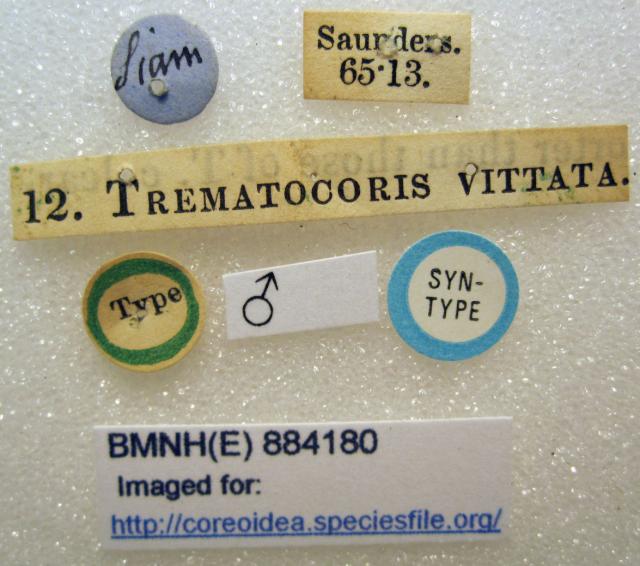 Siam
Saunders.
65·13.
12. TREMATOCORIS VITTATA.
Type
♂
SYN-
TYPE
BMNH(E) 884180
Imaged for:
http://coreoidea.speciesfile.org/